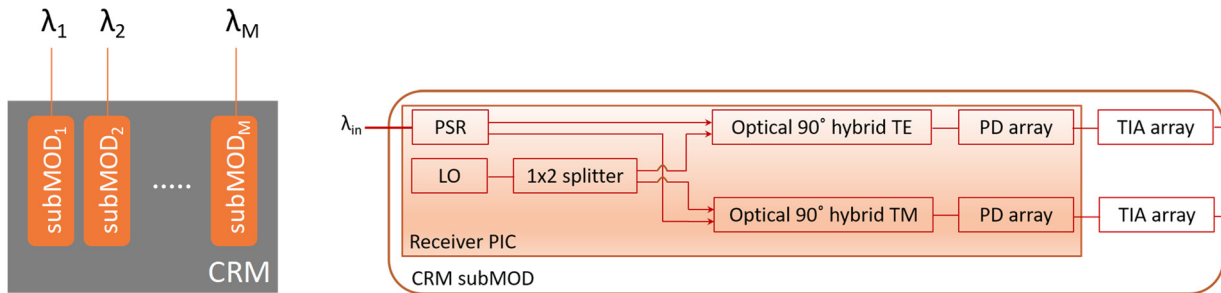 λ1 λ2 λM
subMOD1
subMOD2
.....
subMODM
CRM
λin
PSR
Optical 90˚ hybrid TE
PD array
TIA array
LO
1x2 splitter
Optical 90˚ hybrid TM
PD array
TIA array
Receiver PIC
CRM subMOD